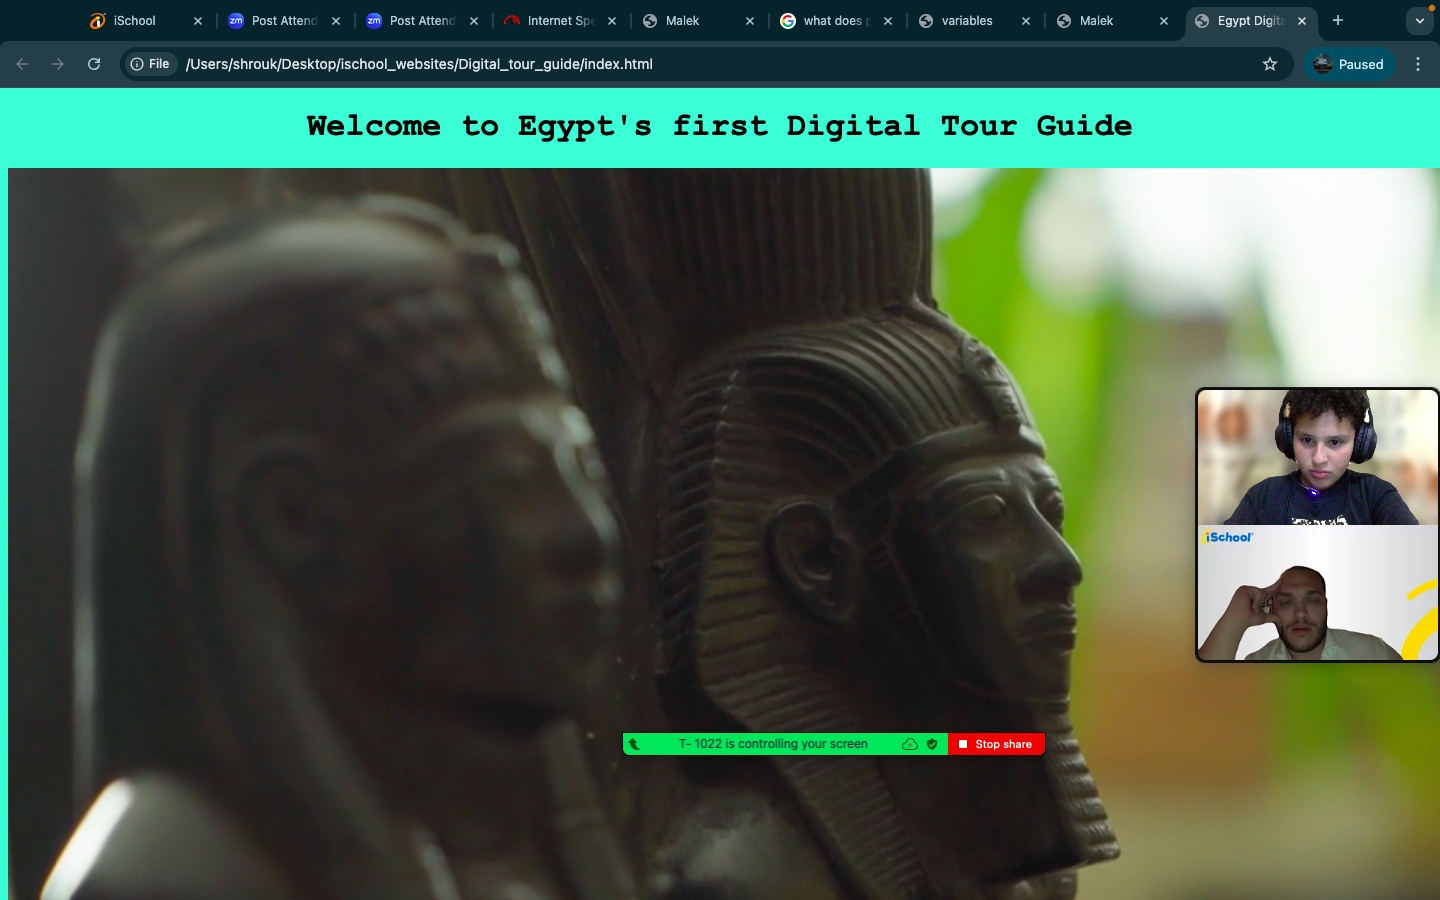 iSchool
Post Attend
Post Attend
Internet Spe
Malek
what does p
variables
Malek
Egypt Digita
File
/Users/shrouk/Desktop/ischool_websites/Digital_tour_guide/index.html
Paused
Welcome to Egypt's first Digital Tour Guide
iSchool
T- 1022 is controlling your screen
Stop share